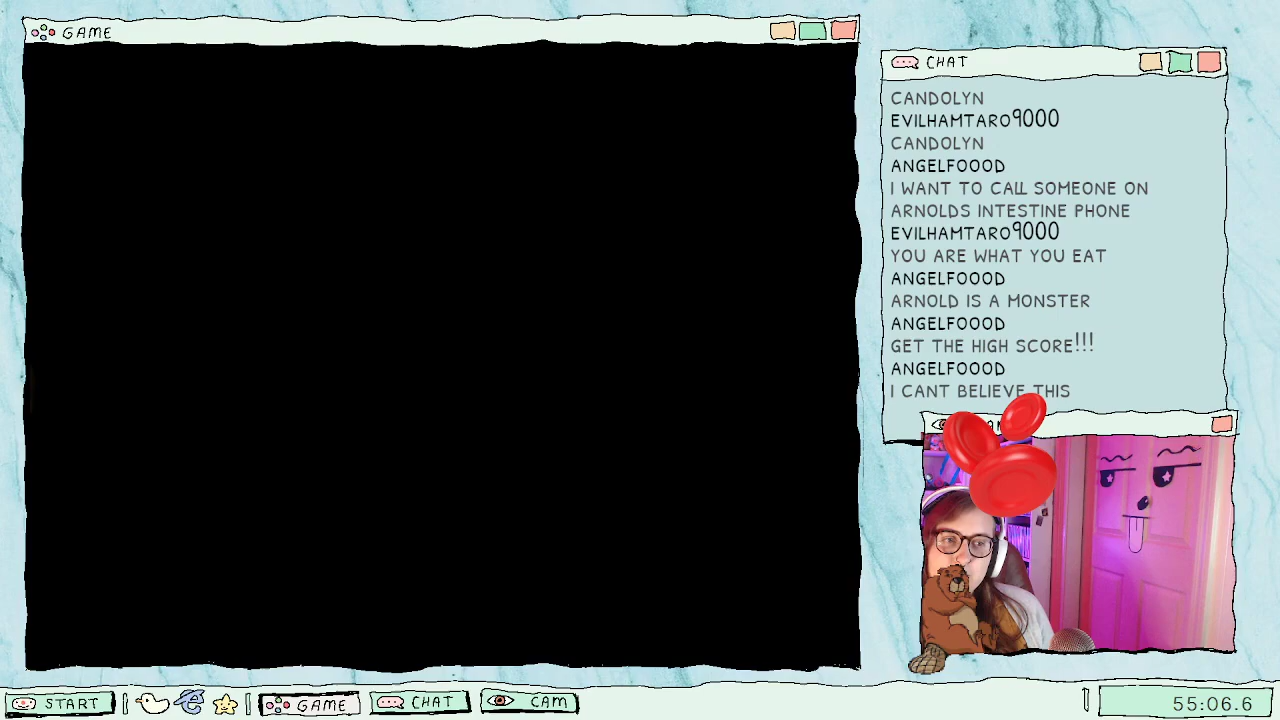 GAME
CHAT
CANDOLYN
EVILHAMTARO9000
CANDOLYN
ANGELFOOOD
I WANT TO CALL SOMEONE ON
ARNOLDS INTESTINE PHONE
EVILHAMTARO9000
YOU ARE WHAT YOU EAT
ANGELFOOOD
ARNOLD IS A MONSTER
ANGELFOOOD
GET THE HIGH SCORE!!!
ANGELFOOOD
I CANT BELIEVE THIS
START
GAME
CHAT
CAM
55:06.6